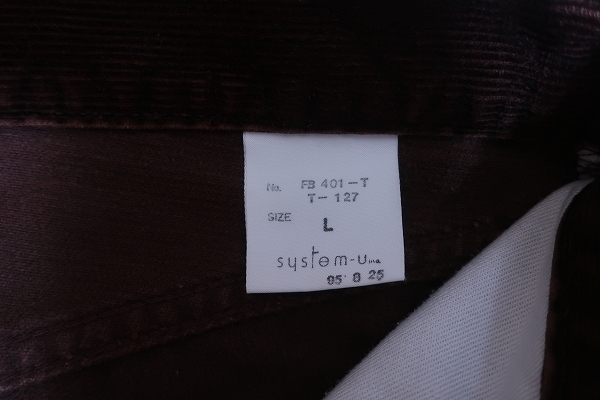 No. FB 401-T
T-127
SIZE L
system-u
95' 8 25